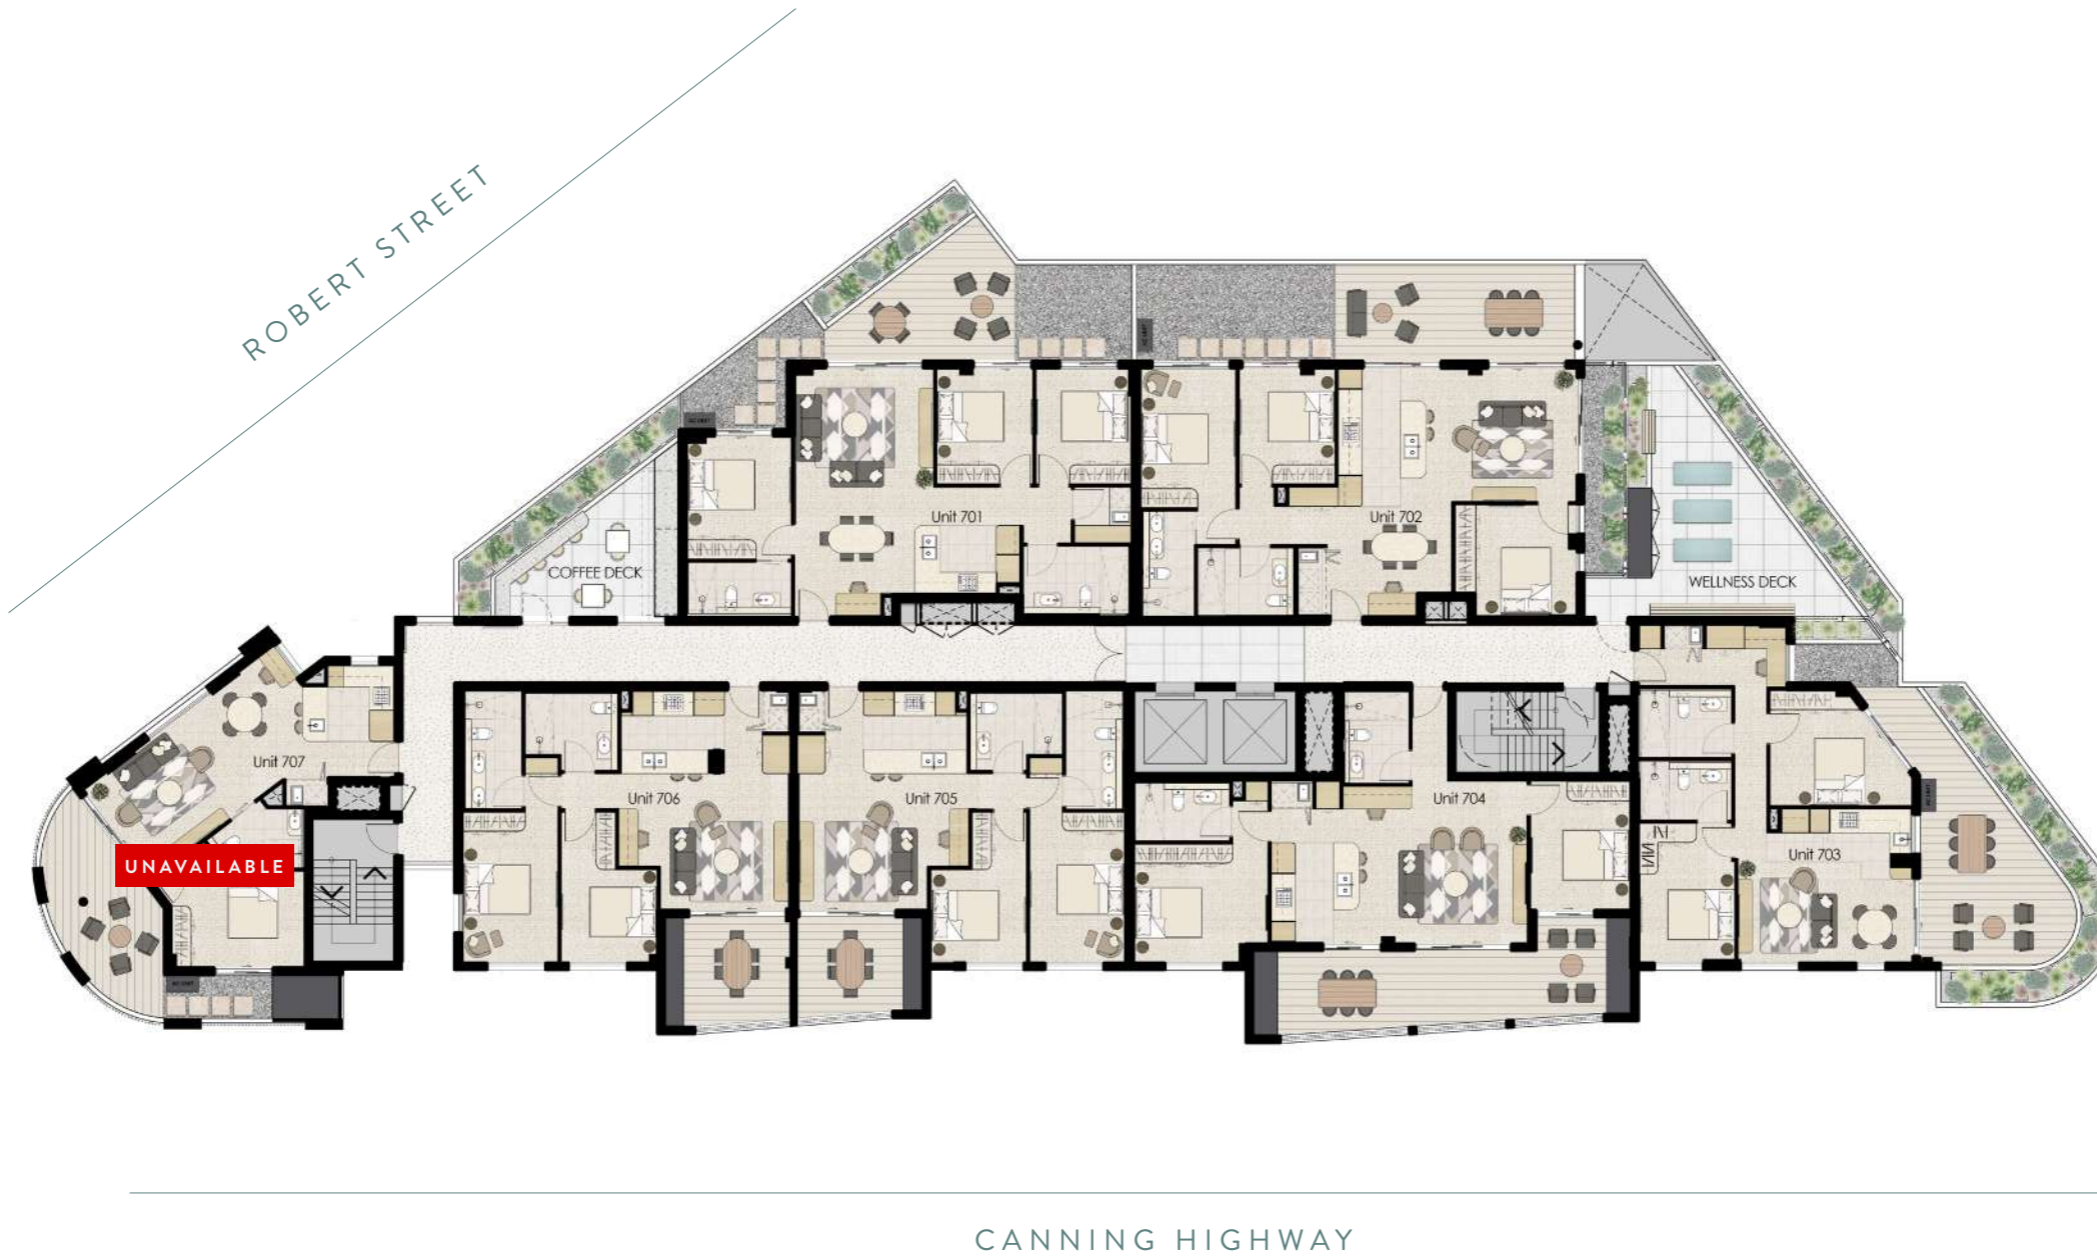 ROBERT STREET
Unit 701
Unit 702
COFFEE DECK
WELLNESS DECK
Unit 707
Unit 706
Unit 705
Unit 704
Unit 703
UNAVAILABLE
CANNING HIGHWAY